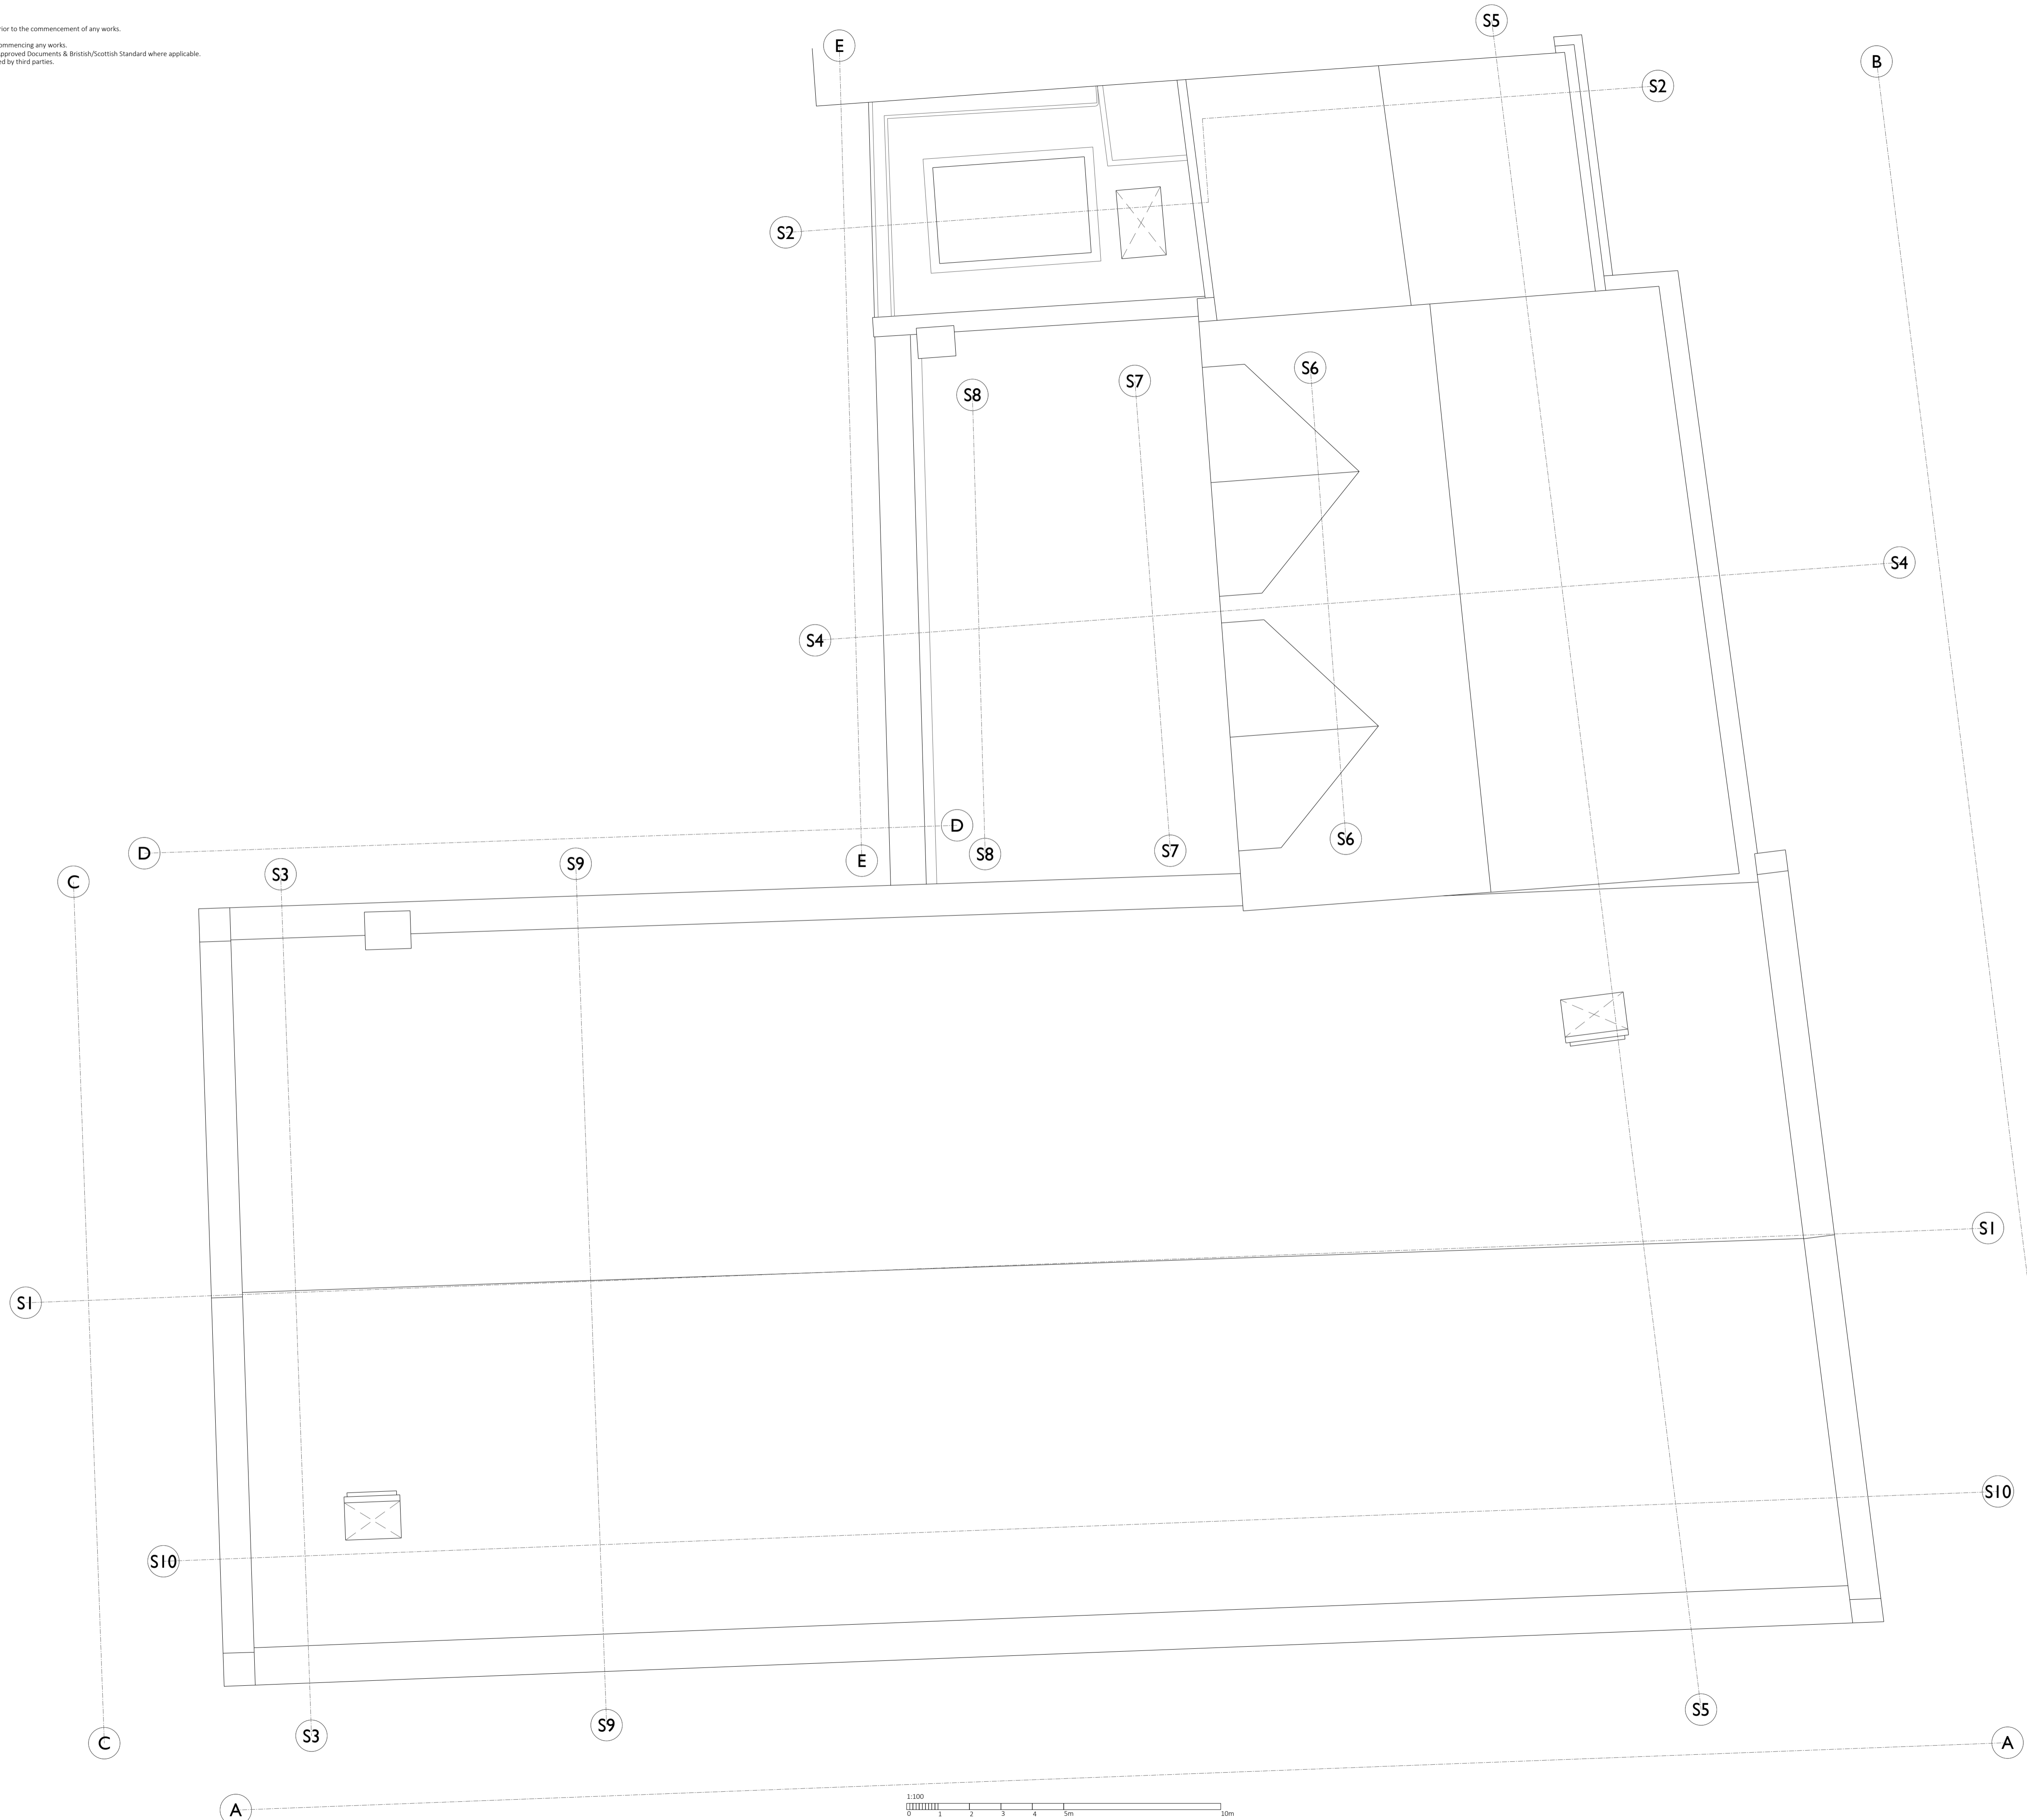 rior to the commencement of any works.
ommencing any works.
pproved Documents & Bristish/Scottish Standard where applicable.
ed by third parties.
S5
E
B
S2
S2
S6
S7
S8
S4
S4
D
D
S8
S7
S6
E
S9
S3
C
S1
S1
S10
S10
S5
S9
S3
C
A
A
1:100
0 1 2 3 4 5m 10m